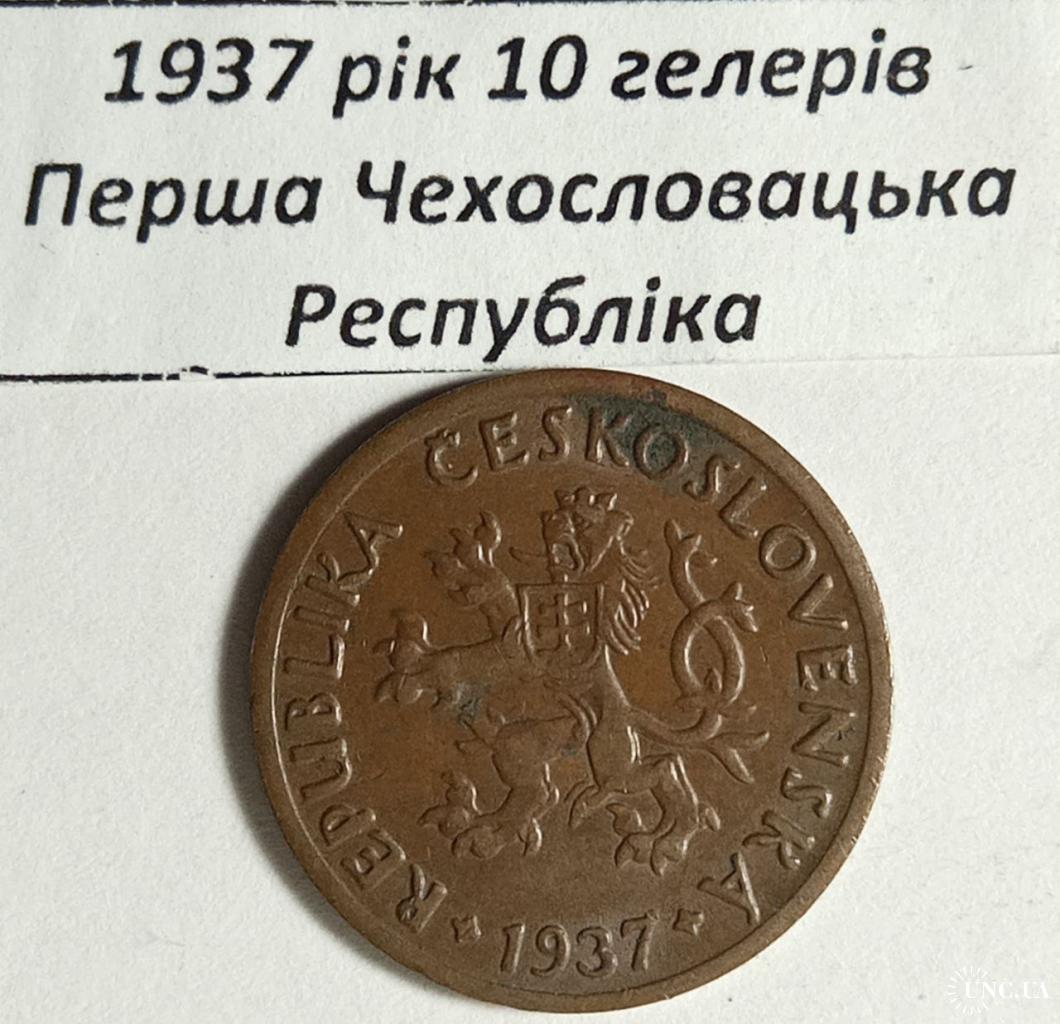 1937 рік 10 гелерів
Перша Чехословацька
Республіка
REPUBLIKA ČESKOSLOVENSKÁ
1937
UNC.UA